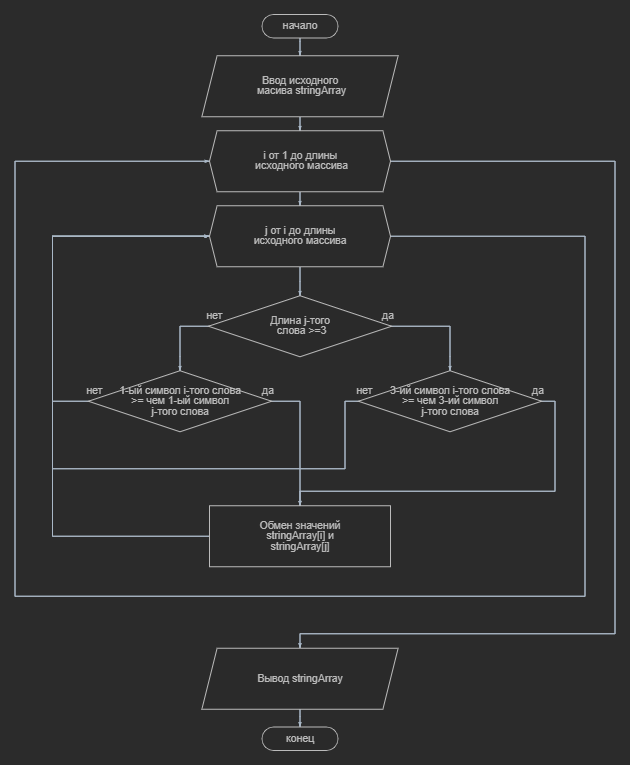 начало
Ввод исходного
масива stringArray
i от 1 до длины
исходного массива
j от i до длины
исходного массива
нет
Длина j-того
слова >=3
да
нет
1-ый символ i-того слова
>= чем 1-ый символ
j-того слова
да
нет
3-ий символ i-того слова
>= чем 3-ий символ
j-того слова
да
Обмен значений
stringArray[i] и
stringArray[j]
Вывод stringArray
конец